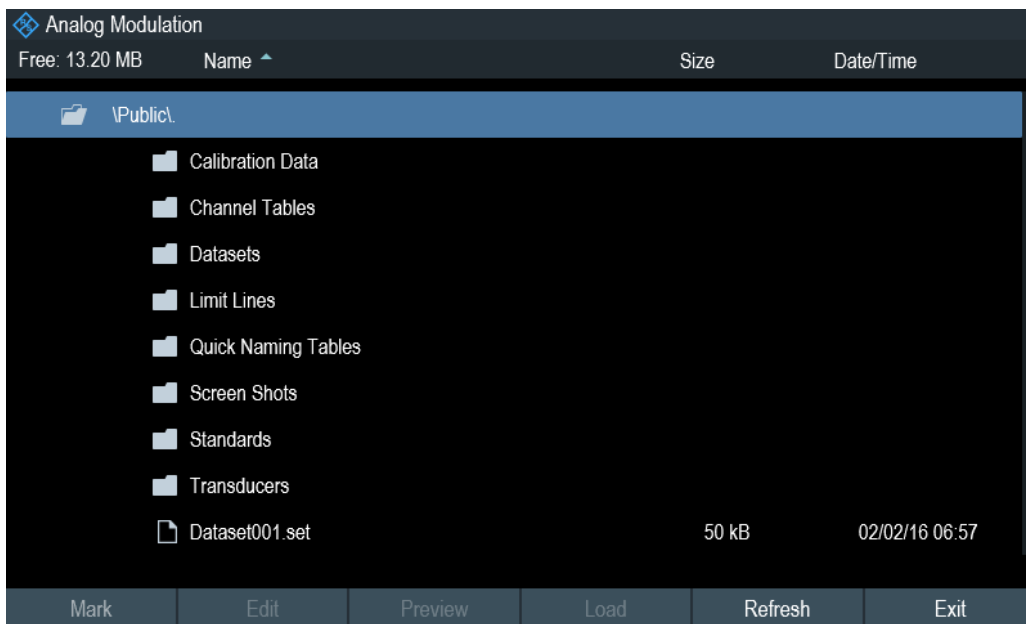 Analog Modulation
Free: 13.20 MB Name Size Date/Time
\Public\.
Calibration Data
Channel Tables
Datasets
Limit Lines
Quick Naming Tables
Screen Shots
Standards
Transducers
Dataset001.set 50 kB 02/02/16 06:57
Mark Edit Preview Load Refresh Exit